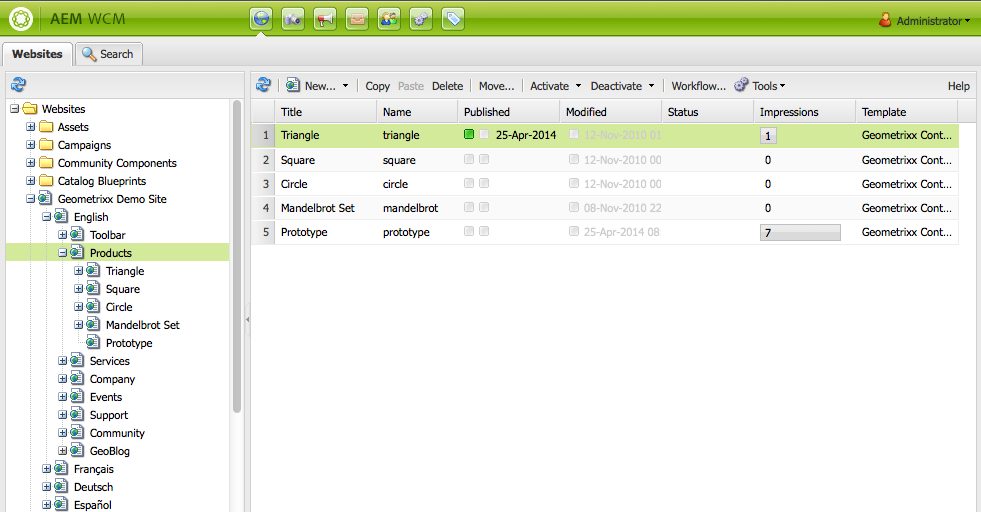 AEM WCM
Administrator
Websites
Search
New... Copy Paste Delete Move... Activate Deactivate Workflow... Tools Help
Websites
Assets
Campaigns
Community Components
Catalog Blueprints
Geometrixx Demo Site
English
Toolbar
Products
Triangle
Square
Circle
Mandelbrot Set
Prototype
Services
Company
Events
Support
Community
GeoBlog
Français
Deutsch
Español
Title Name Published Modified Status Impressions Template
1 Triangle triangle 25-Apr-2014 12-Nov-2010 01 1 Geometrixx Cont...
2 Square square 12-Nov-2010 00 0 Geometrixx Cont...
3 Circle circle 12-Nov-2010 00 0 Geometrixx Cont...
4 Mandelbrot Set mandelbrot 08-Nov-2010 22 0 Geometrixx Cont...
5 Prototype prototype 25-Apr-2014 08 7 Geometrixx Cont...